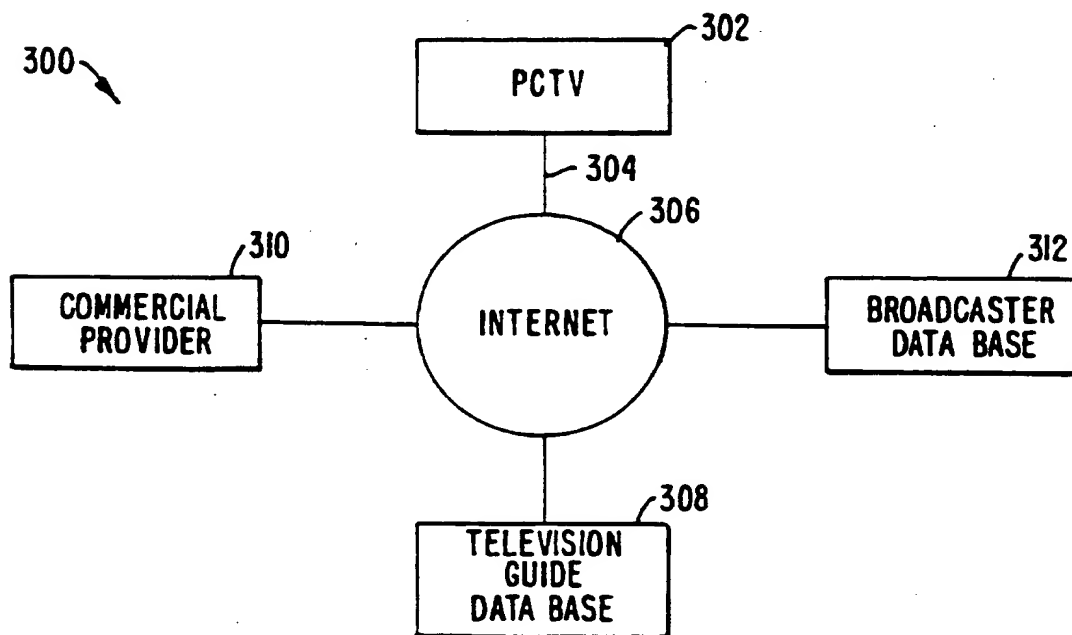 302
300
PCTV
304
306
310
312
COMMERCIAL
PROVIDER
INTERNET
BROADCASTER
DATA BASE
308
TELEVISION
GUIDE
DATA BASE